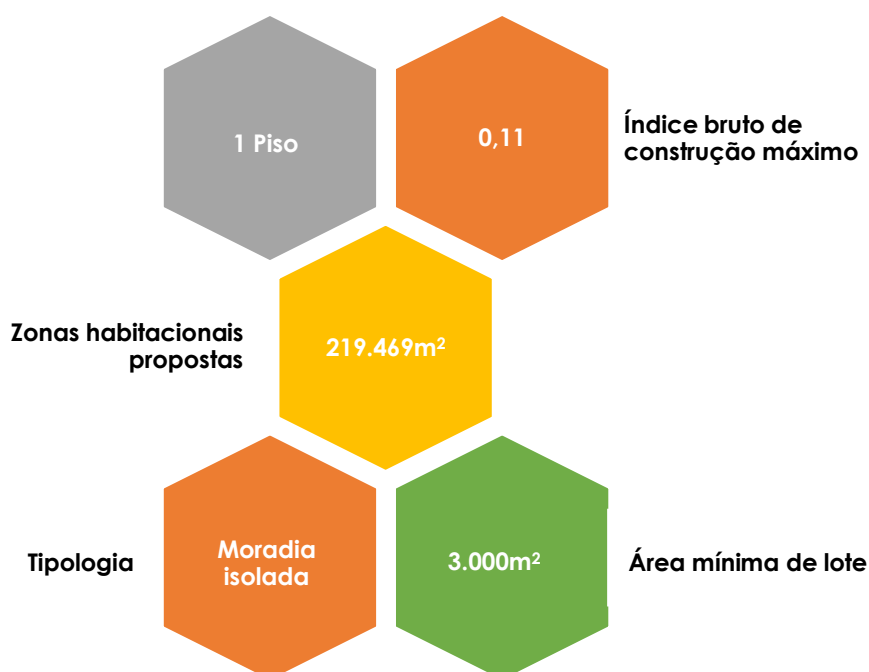 1 Piso
0,11
Índice bruto de
construção máximo
Zonas habitacionais
propostas
219.469m²
Tipologia
Moradia
isolada
3.000m²
Área mínima de lote